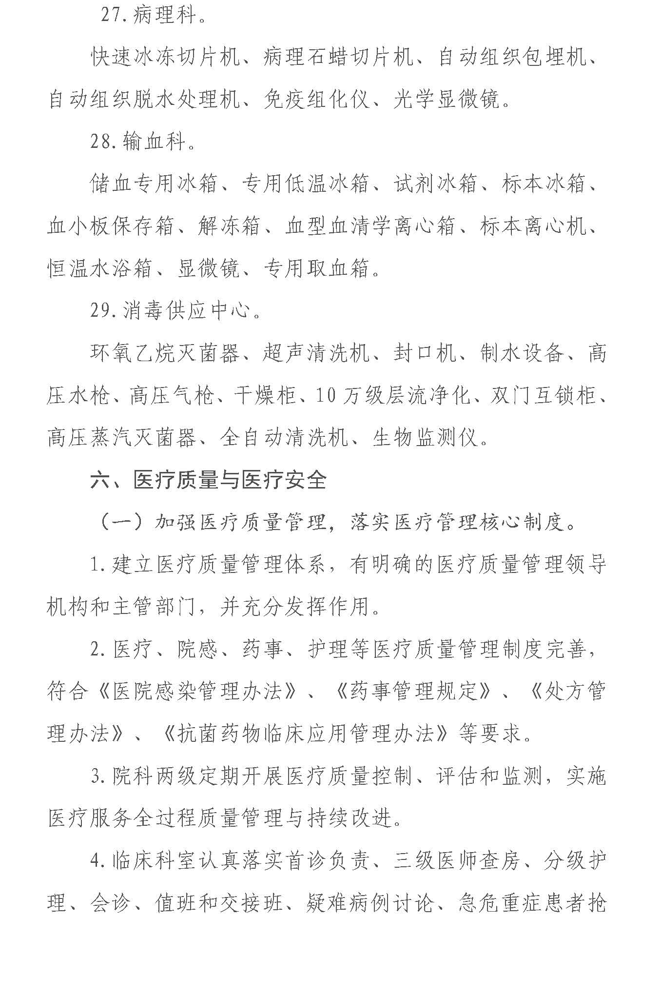 27.病理科。
快速冰冻切片机、病理石蜡切片机、自动组织包埋机、
自动组织脱水处理机、免疫组化仪、光学显微镜。
28.输血科。
储血专用冰箱、专用低温冰箱、试剂冰箱、标本冰箱、
血小板保存箱、解冻箱、血型血清学离心箱、标本离心机、
恒温水浴箱、显微镜、专用取血箱。
29.消毒供应中心。
环氧乙烷灭菌器、超声清洗机、封口机、制水设备、高
压水枪、高压气枪、干燥柜、10 万级层流净化、双门互锁柜、
高压蒸汽灭菌器、全自动清洗机、生物监测仪。
六、医疗质量与医疗安全
（一）加强医疗质量管理，落实医疗管理核心制度。
1.建立医疗质量管理体系，有明确的医疗质量管理领导
机构和主管部门，并充分发挥作用。
2.医疗、院感、药事、护理等医疗质量管理制度完善，
符合《医院感染管理办法》、《药事管理规定》、《处方管
理办法》、《抗菌药物临床应用管理办法》等要求。
3.院科两级定期开展医疗质量控制、评估和监测，实施
医疗服务全过程质量管理与持续改进。
4.临床科室认真落实首诊负责、三级医师查房、分级护
理、会诊、值班和交接班、疑难病例讨论、急危重症患者抢